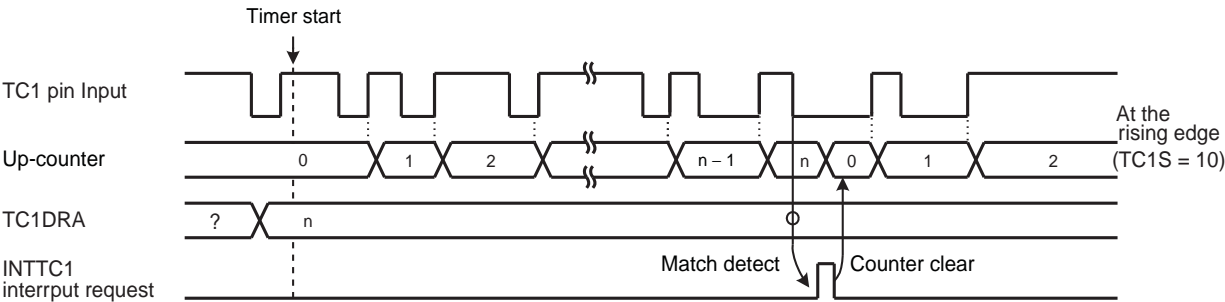 Timer start
TC1 pin Input
At the
rising edge
(TC1S = 10)
Up-counter
0
1
2
n – 1
n
0
1
2
TC1DRA
?
n
INTTC1
interrput request
Match detect
Counter clear